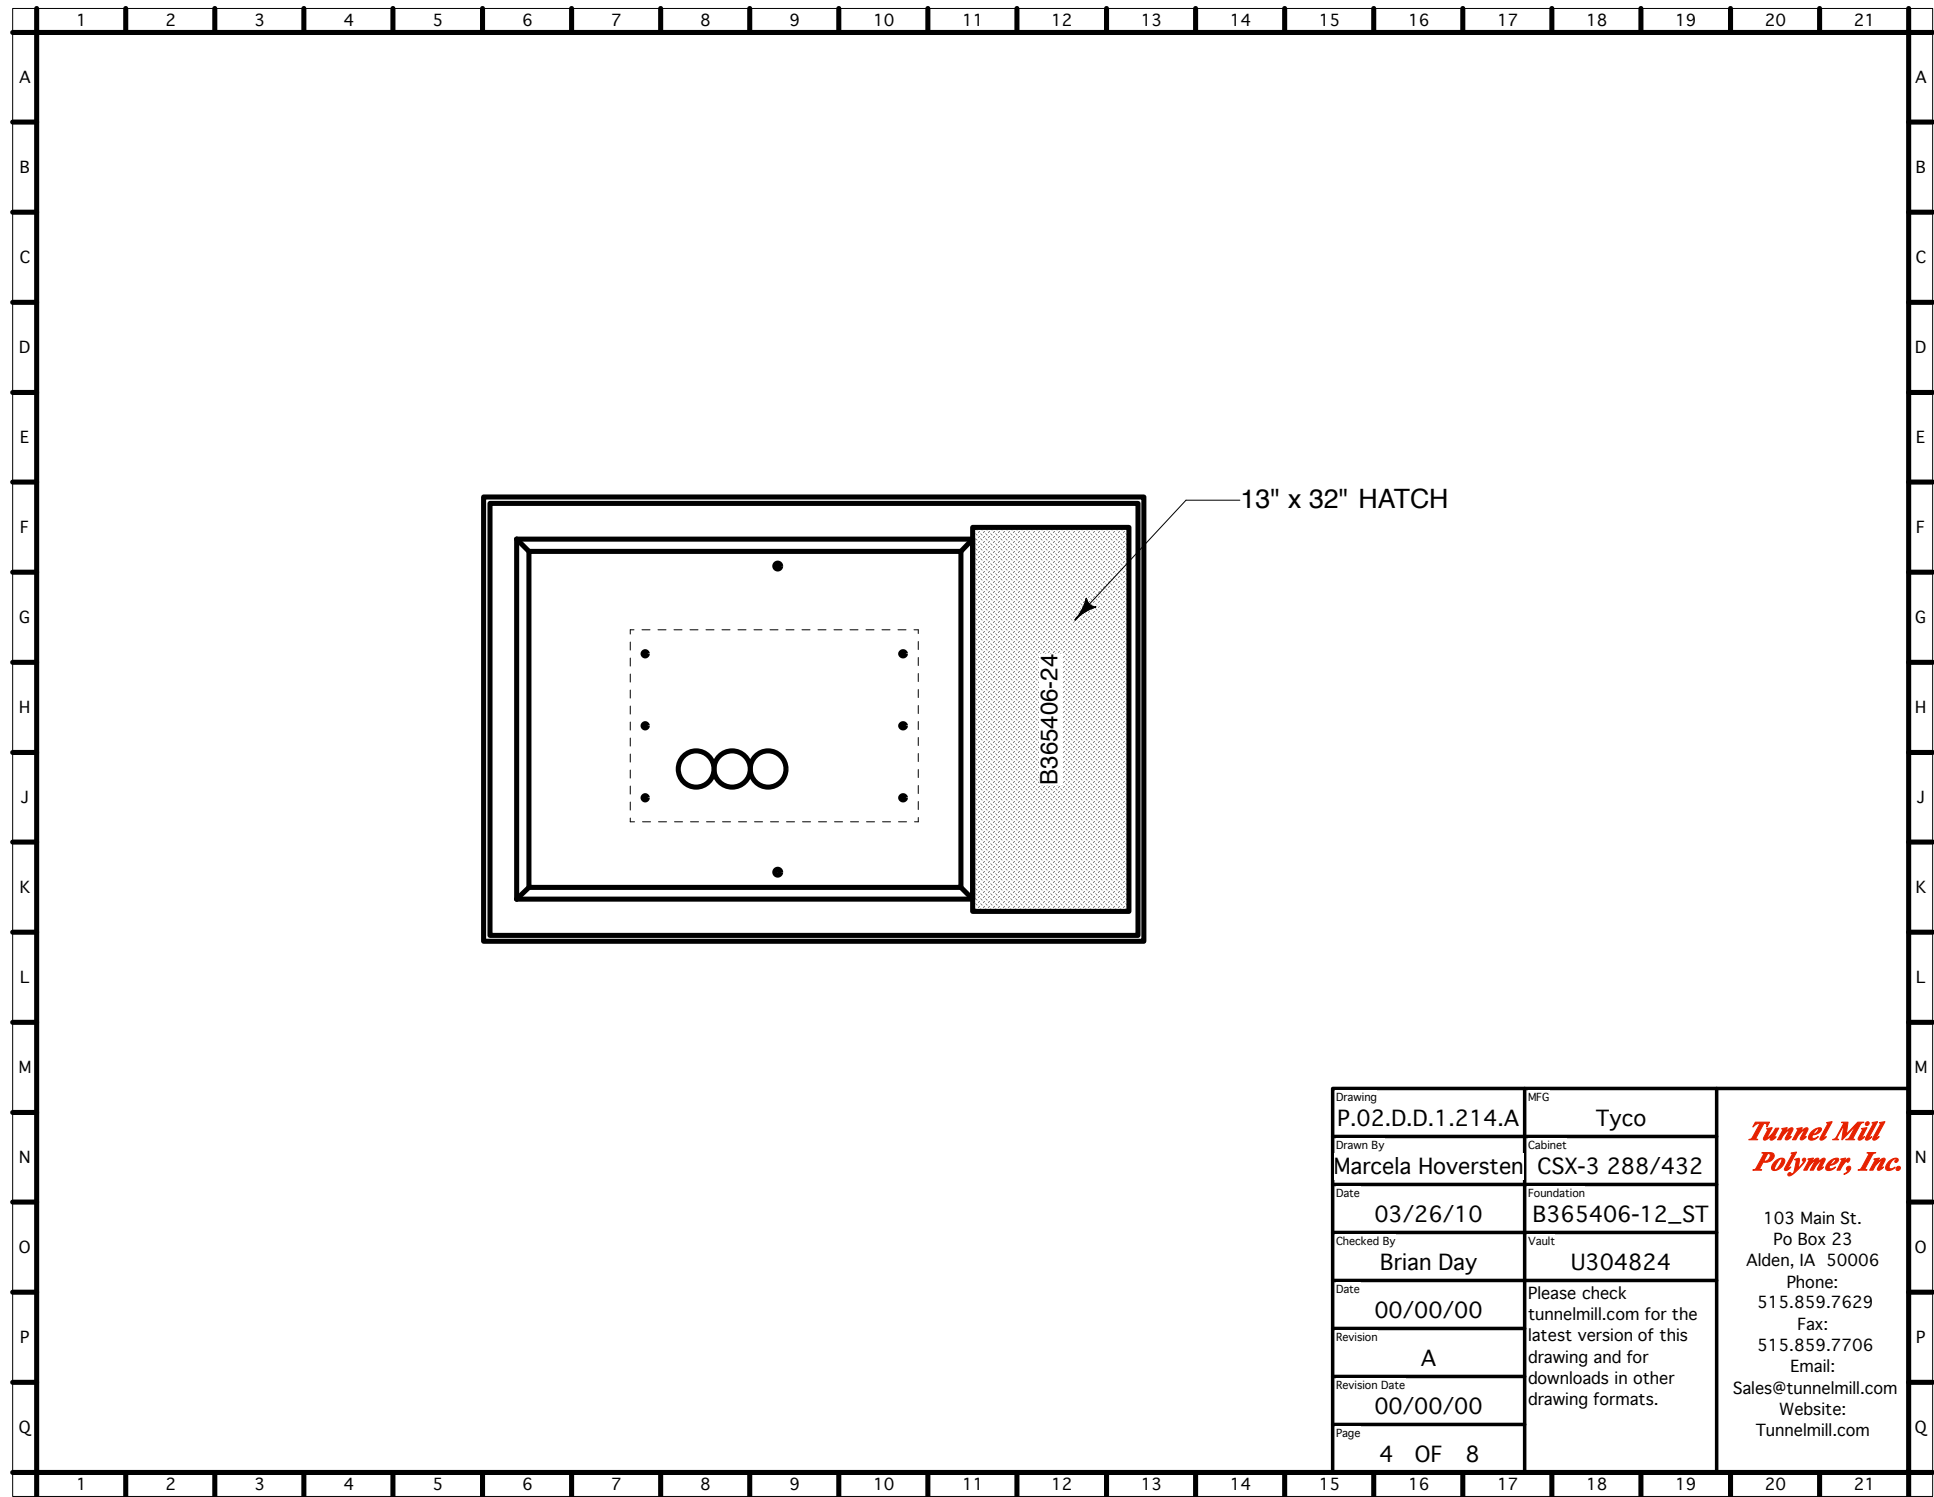 1 2 3 4 5 6 7 8 9 10 11 12 13 14 15 16 17 18 19 20 21
A A
B B
C C
D D
E E
F F
G G
H H
J J
K K
L L
M M
N N
O O
P P
Q Q
13" x 32" HATCH
B365406-24
Drawing
P.02.D.D.1.214.A
MFG
Tyco
Drawn By
Marcela Hoversten
Cabinet
CSX-3 288/432
Date
03/26/10
Foundation
B365406-12_ST
Checked By
Brian Day
Vault
U304824
Date
00/00/00
Revision
A
Revision Date
00/00/00
Page
4 OF 8
Please check
tunnelmill.com for the
latest version of this
drawing and for
downloads in other
drawing formats.
Tunnel Mill
Polymer, Inc.
103 Main St.
Po Box 23
Alden, IA 50006
Phone:
515.859.7629
Fax:
515.859.7706
Email:
Sales@tunnelmill.com
Website:
Tunnelmill.com
1 2 3 4 5 6 7 8 9 10 11 12 13 14 15 16 17 18 19 20 21